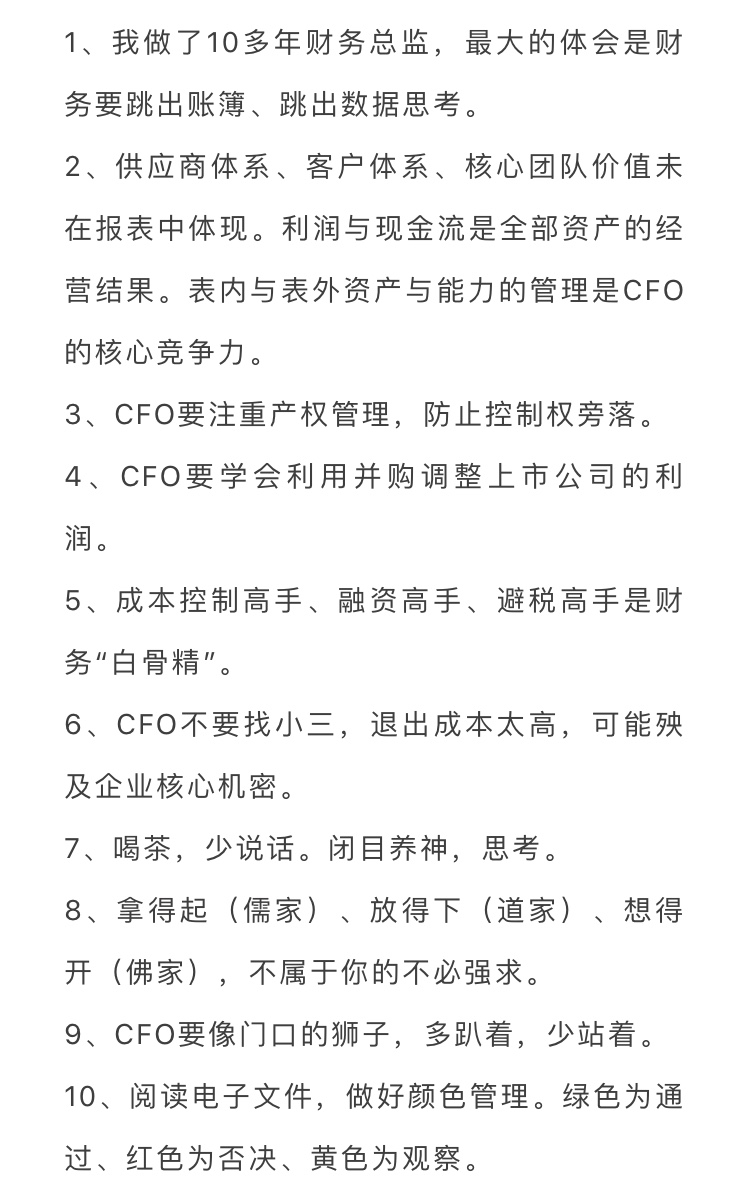 1、我做了10多年财务总监，最大的体会是财
务要跳出账簿、跳出数据思考。
2、供应商体系、客户体系、核心团队价值未
在报表中体现。利润与现金流是全部资产的经
营结果。表内与表外资产与能力的管理是CFO
的核心竞争力。
3、CFO要注重产权管理，防止控制权旁落。
4、CFO要学会利用并购调整上市公司的利
润。
5、成本控制高手、融资高手、避税高手是财
务“白骨精”。
6、CFO不要找小三，退出成本太高，可能殃
及企业核心机密。
7、喝茶，少说话。闭目养神，思考。
8、拿得起（儒家）、放得下（道家）、想得
开（佛家），不属于你的不必强求。
9、CFO要像门口的狮子，多趴着，少站着。
10、阅读电子文件，做好颜色管理。绿色为通
过、红色为否决、黄色为观察。